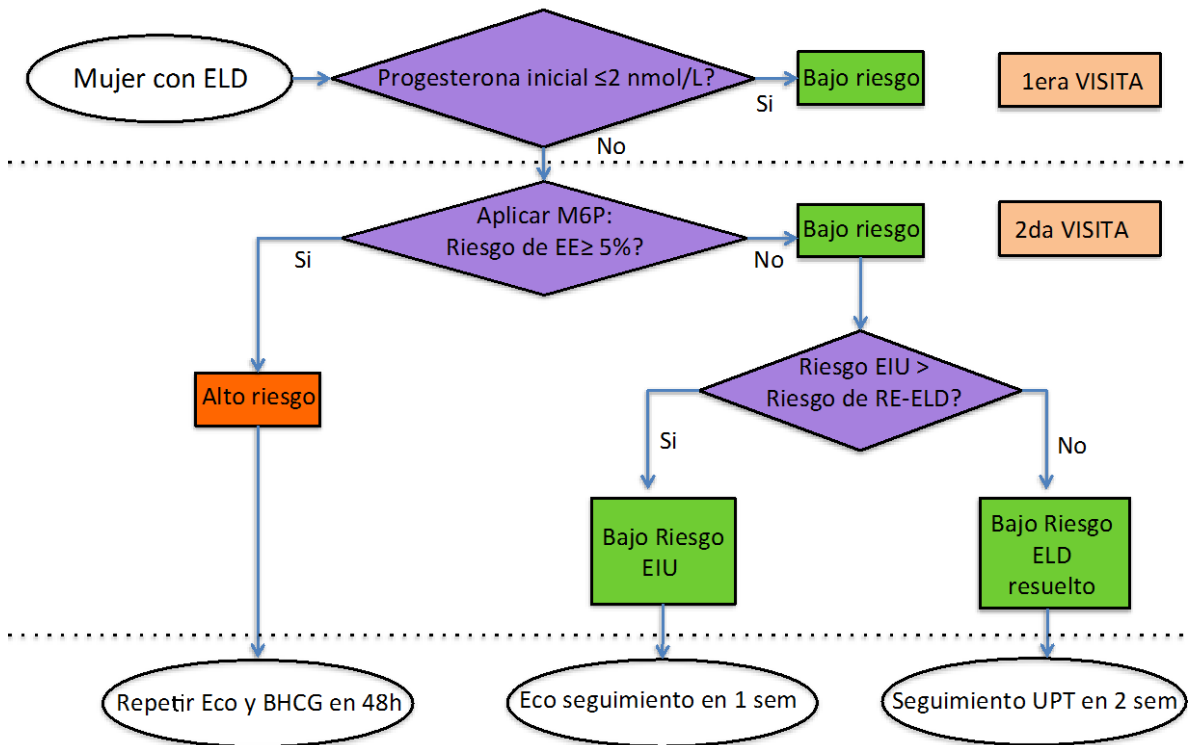 Mujer con ELD
Progesterona inicial ≤2 nmol/L?
Si
Bajo riesgo
1era VISITA
No
Aplicar M6P:
Riesgo de EE≥ 5%?
Si
No
Bajo riesgo
2da VISITA
Alto riesgo
Riesgo EIU >
Riesgo de RE-ELD?
Si
No
Bajo Riesgo
EIU
Bajo Riesgo
ELD
resuelto
Repetir Eco y BHCG en 48h
Eco seguimiento en 1 sem
Seguimiento UPT en 2 sem